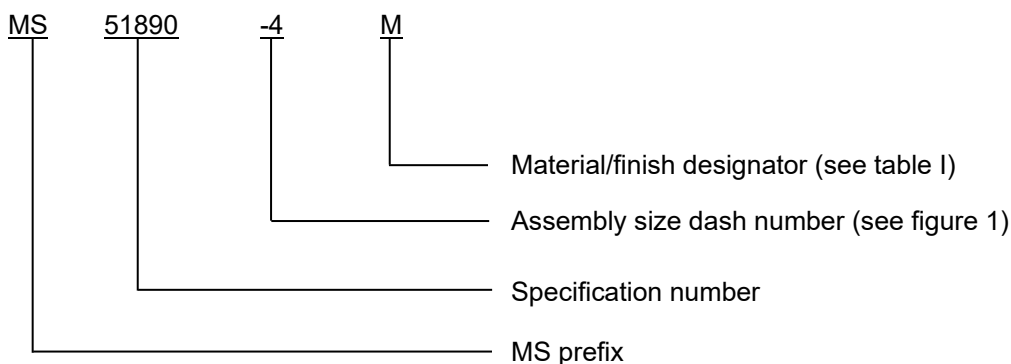 MS 51890 -4 M
Material/finish designator (see table I)
Assembly size dash number (see figure 1)
Specification number
MS prefix